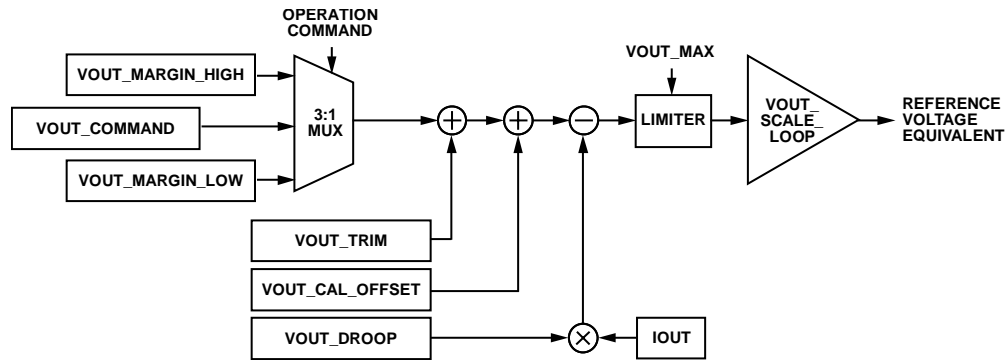 OPERATION
COMMAND
VOUT_MARGIN_HIGH
VOUT_COMMAND
VOUT_MARGIN_LOW
3:1
MUX
VOUT_TRIM
VOUT_CAL_OFFSET
VOUT_DROOP
IOUT
VOUT_MAX
LIMITER
VOUT_
SCALE_
LOOP
REFERENCE
VOLTAGE
EQUIVALENT